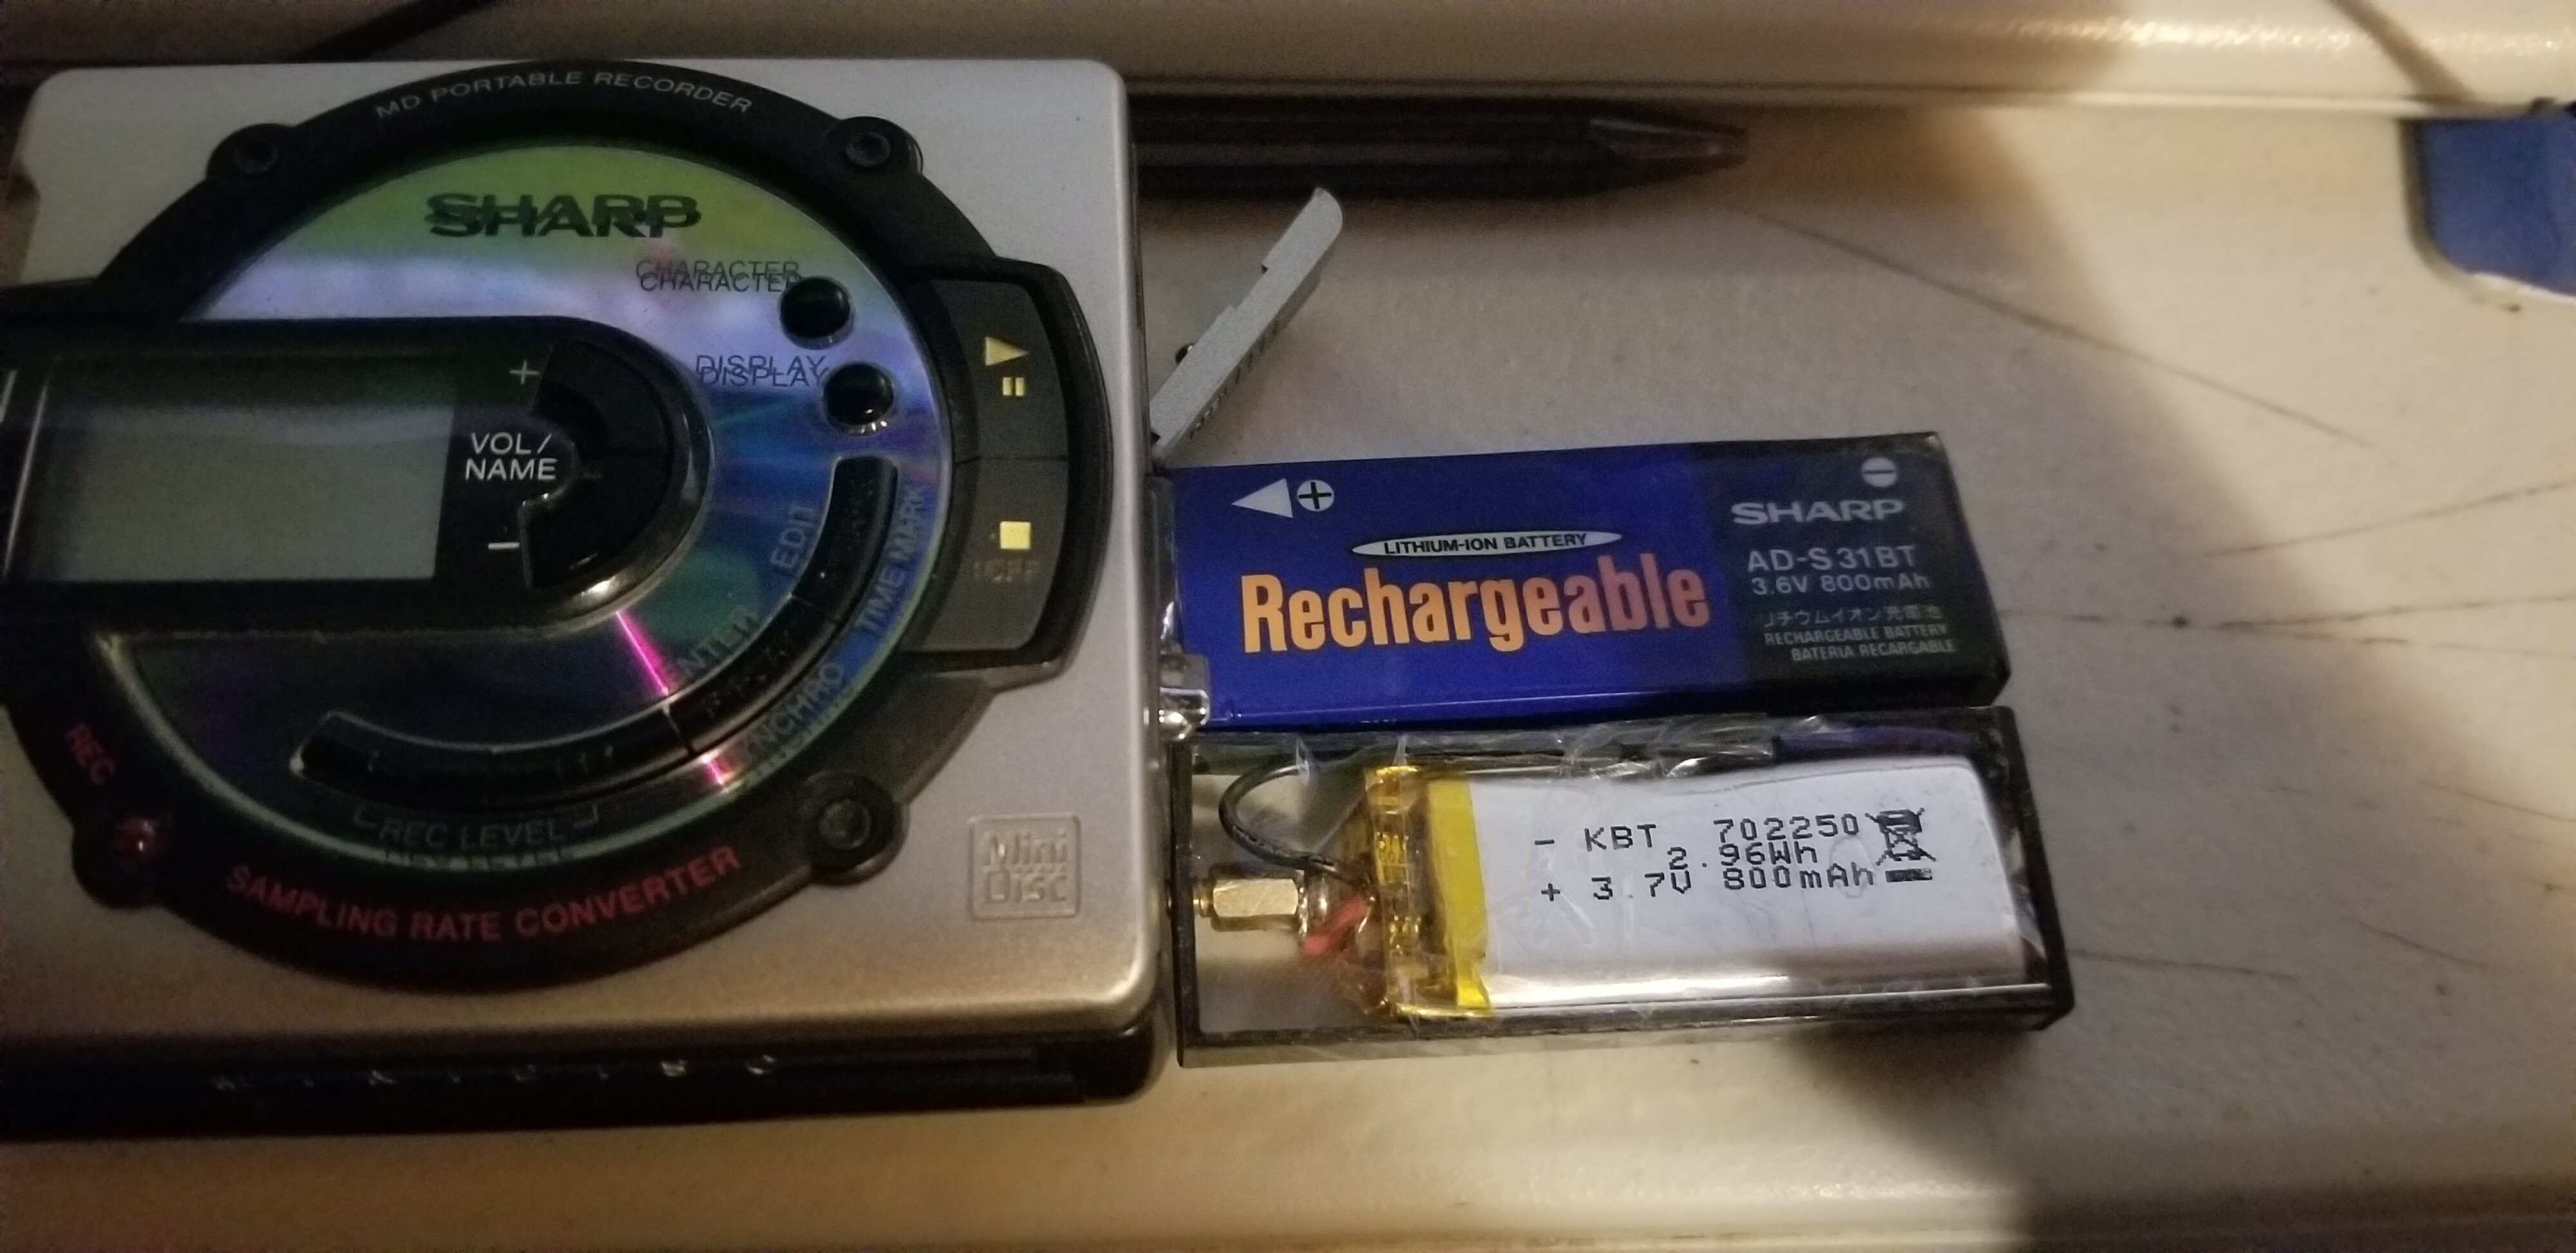 MD PORTABLE RECORDER
SHARP
CHARACTER
DISPLAY
+
VOL/
NAME
−
EDIT
TIME MARK
ENTER
SYNCHRO
REC
REC LEVEL
SAMPLING RATE CONVERTER
Mini
Disc
+
LITHIUM-ION BATTERY
Rechargeable
−
SHARP
AD-S31BT
3.6V 800mAh
リチウムイオン充電池
RECHARGEABLE BATTERY
BATERIA RECARGABLE
- KBT 702250
2.96Wh
+ 3.7V 800mAh